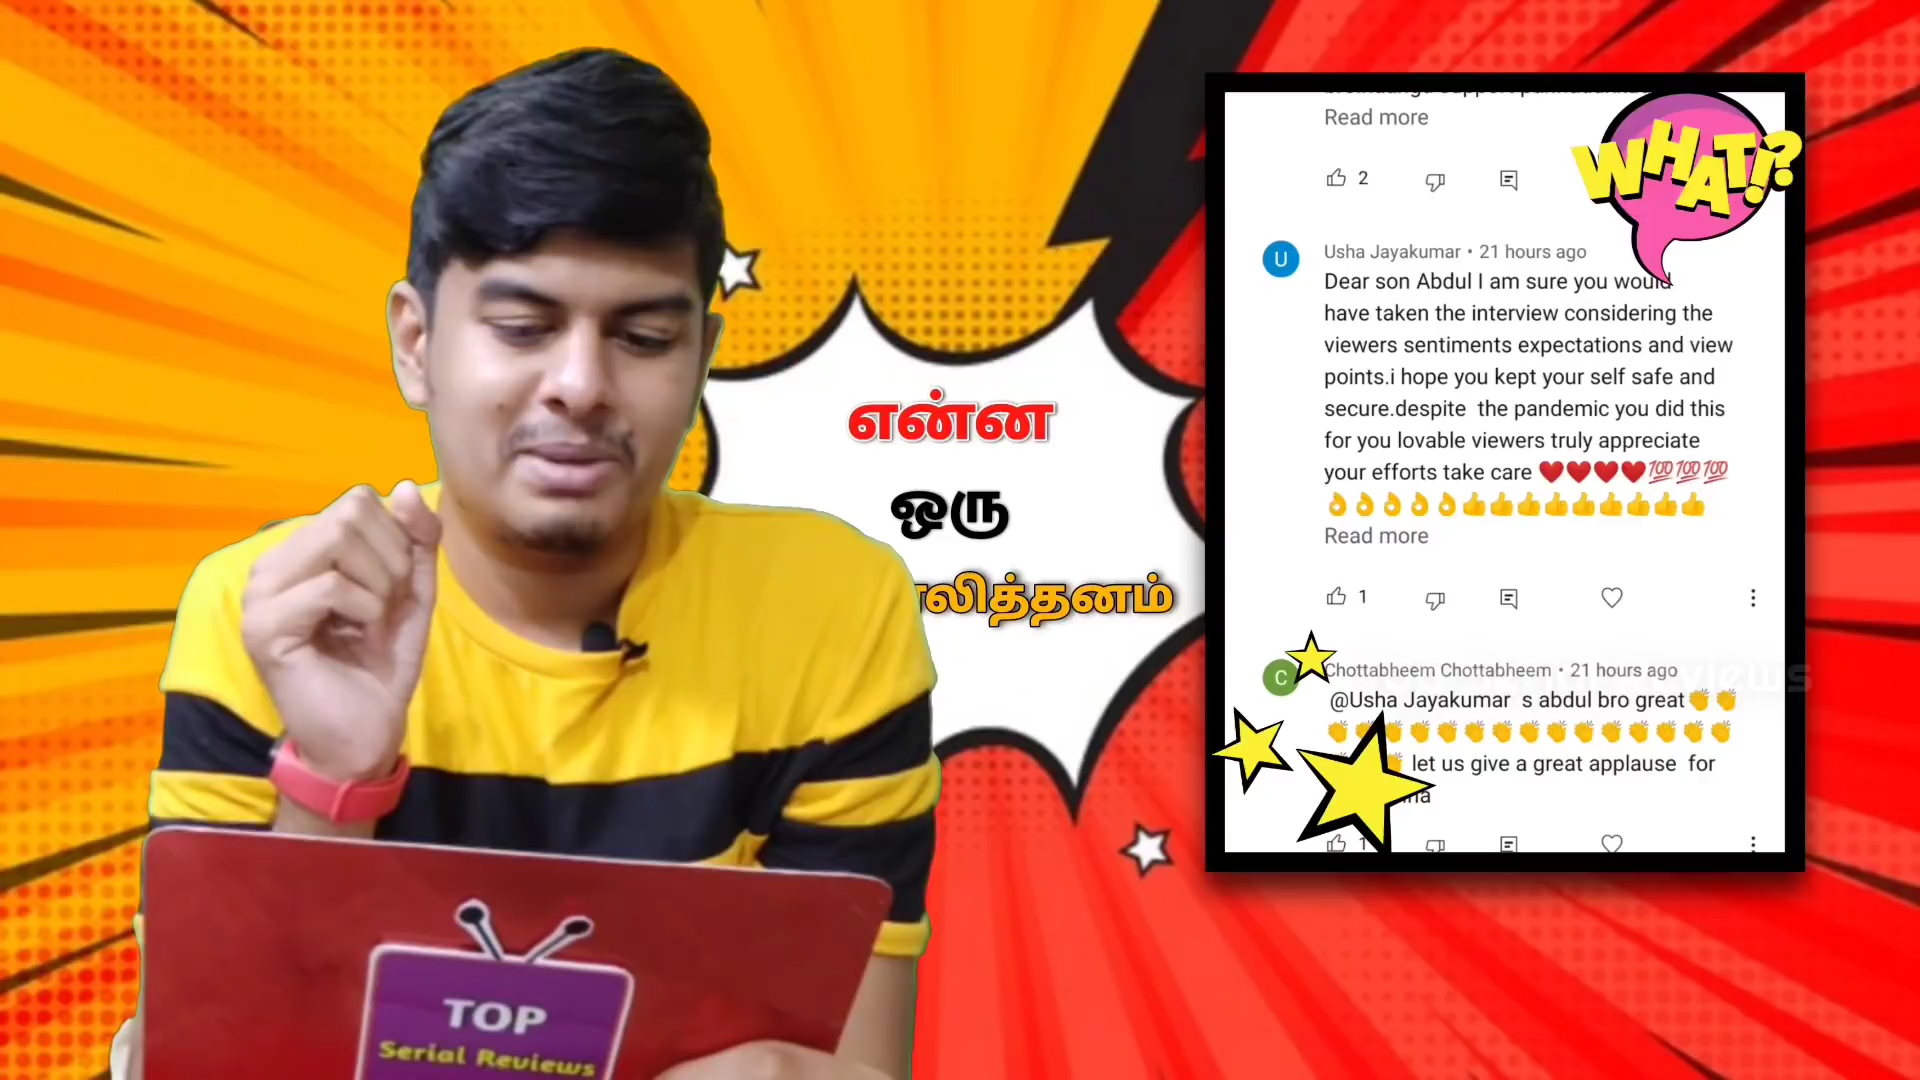 என்ன
ஒரு
TOP
Serial Reviews
Read more
WHAT!?
2
U
Usha Jayakumar • 21 hours ago
Dear son Abdul I am sure you would
have taken the interview considering the
viewers sentiments expectations and view
points.i hope you kept your self safe and
secure.despite the pandemic you did this
for you lovable viewers truly appreciate
your efforts take care ❤️❤️❤️❤️💯💯💯
👌👌👌👌👌👍👍👍👍👍👍👍👍👍
Read more
1
C
Chottabheem Chottabheem • 21 hours ago
@Usha Jayakumar s abdul bro great👏👏
👏👏👏👏👏👏👏👏👏👏👏👏👏👏👏
let us give a great applause for
1